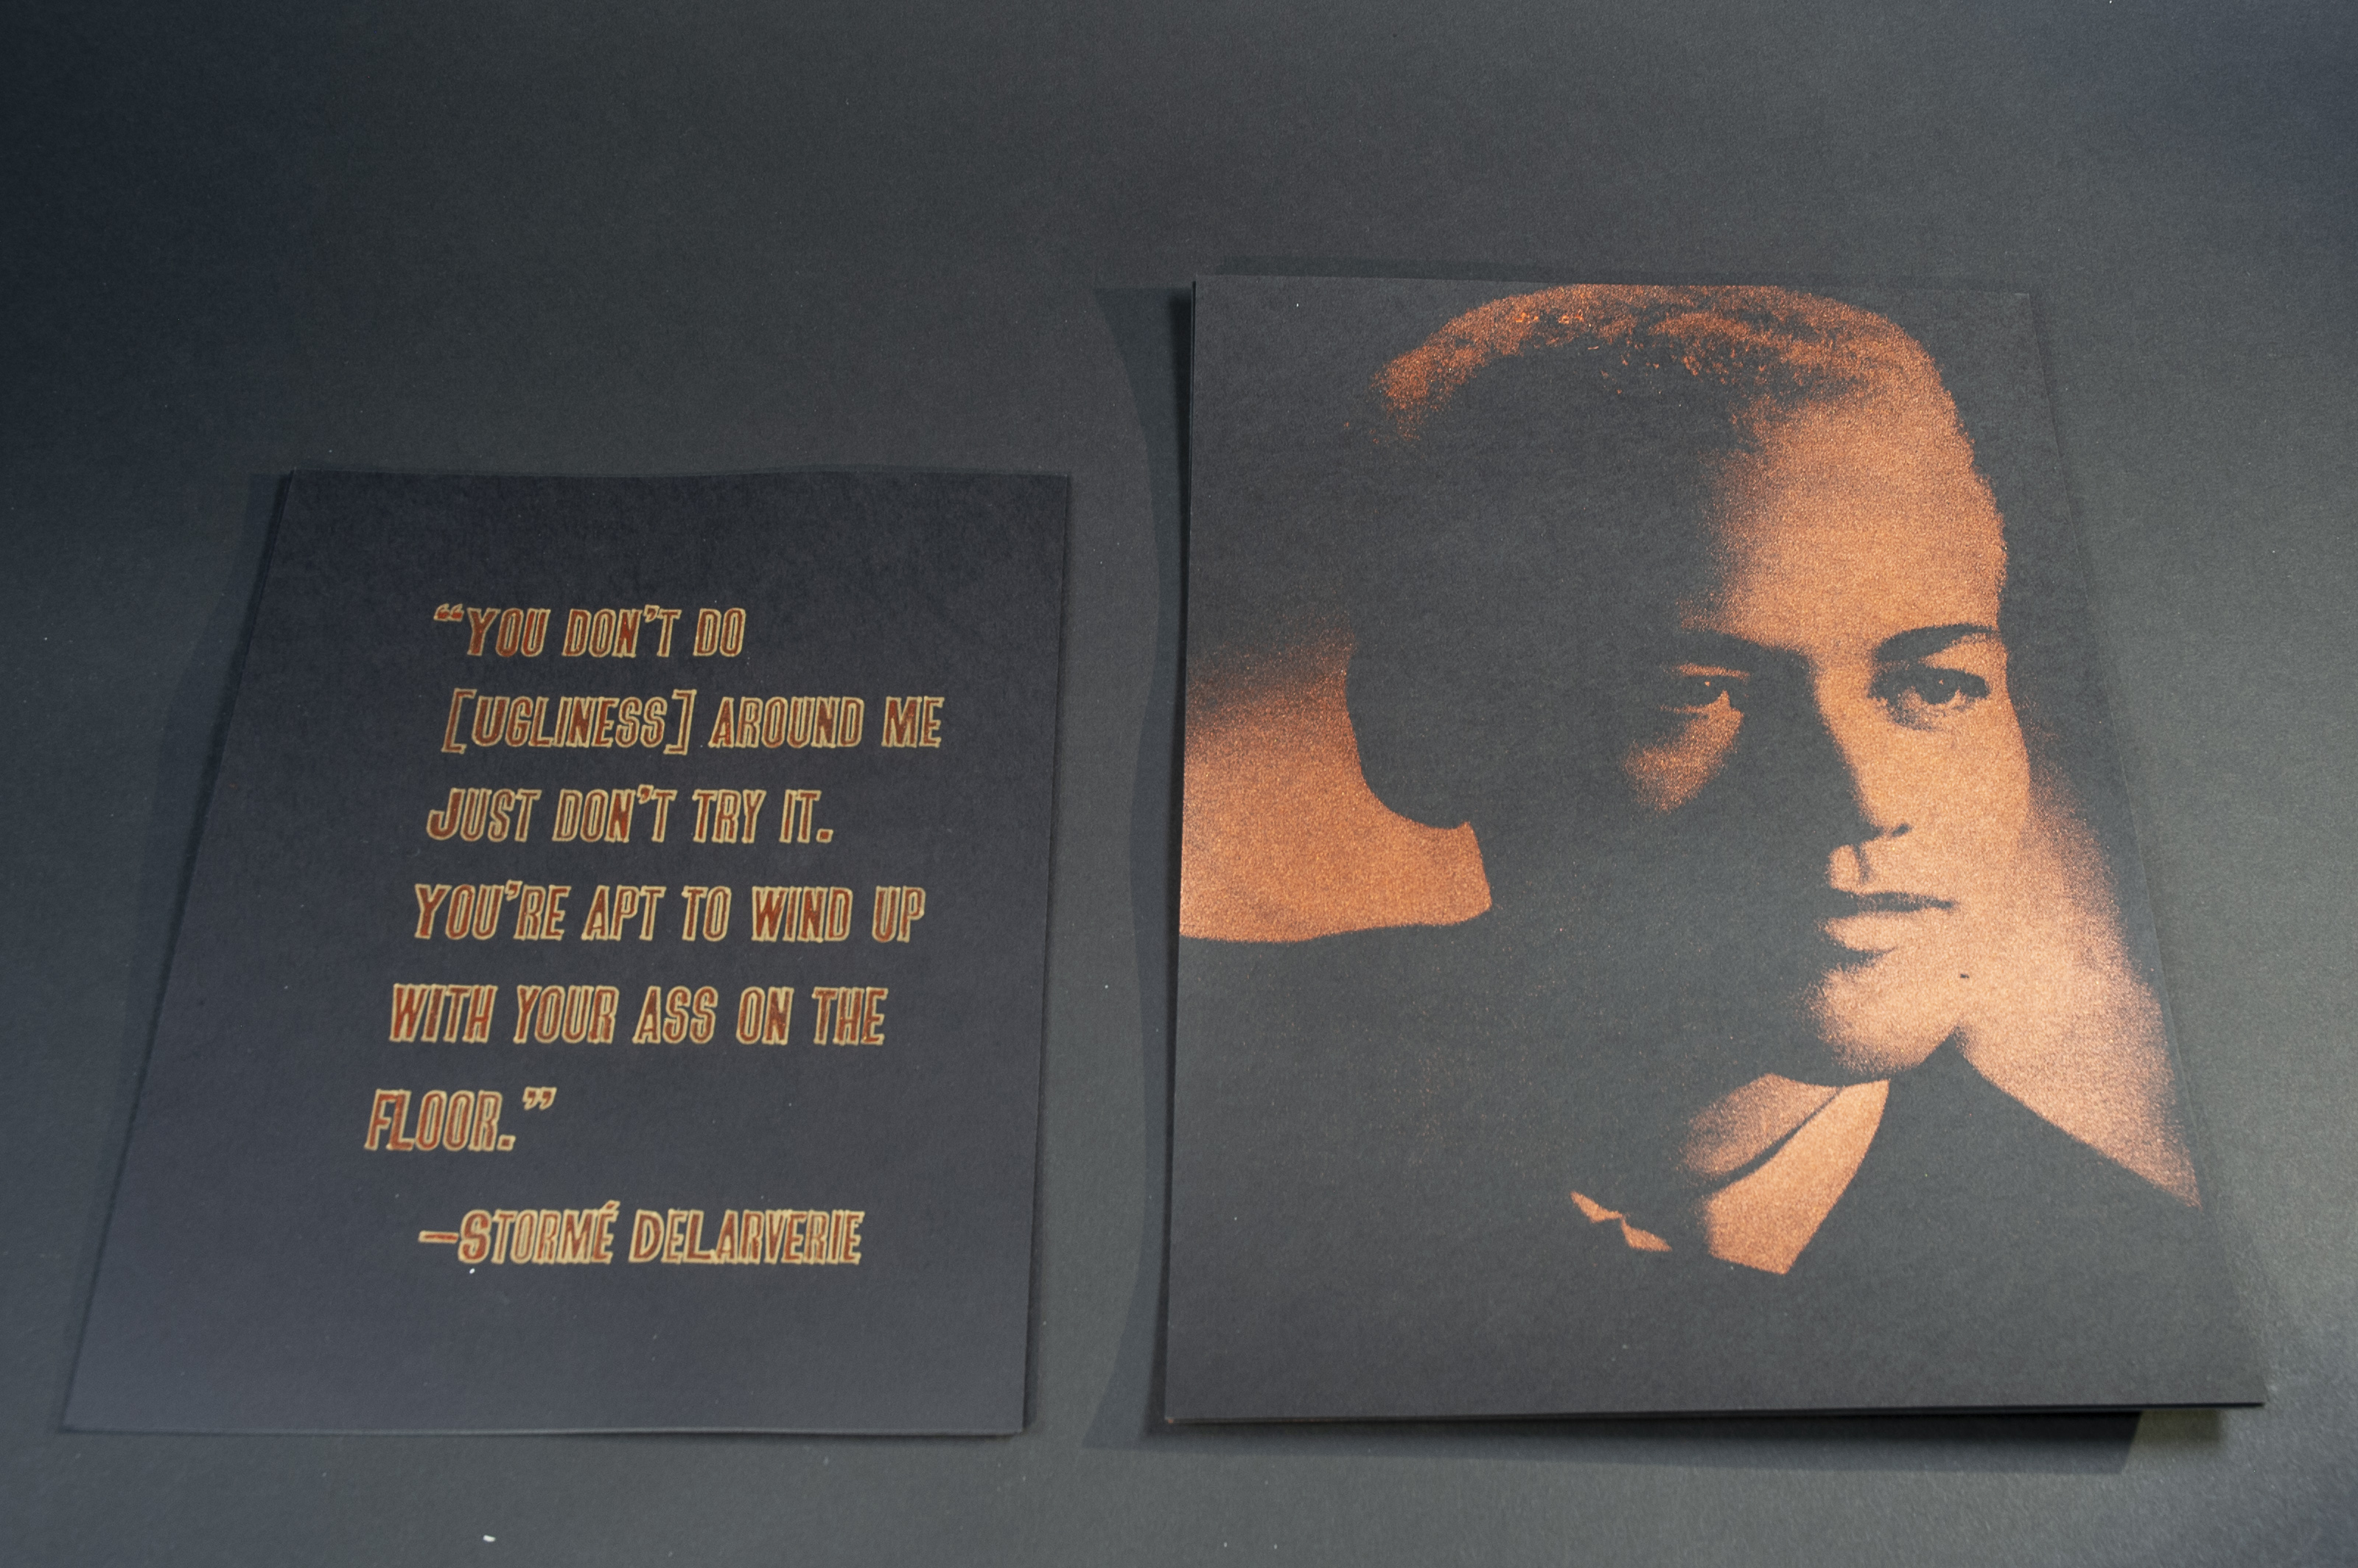 “YOU DON’T DO
[UGLINESS] AROUND ME
JUST DON’T TRY IT.
YOU’RE APT TO WIND UP
WITH YOUR ASS ON THE
FLOOR.”
—STORMÉ DELARVERIE